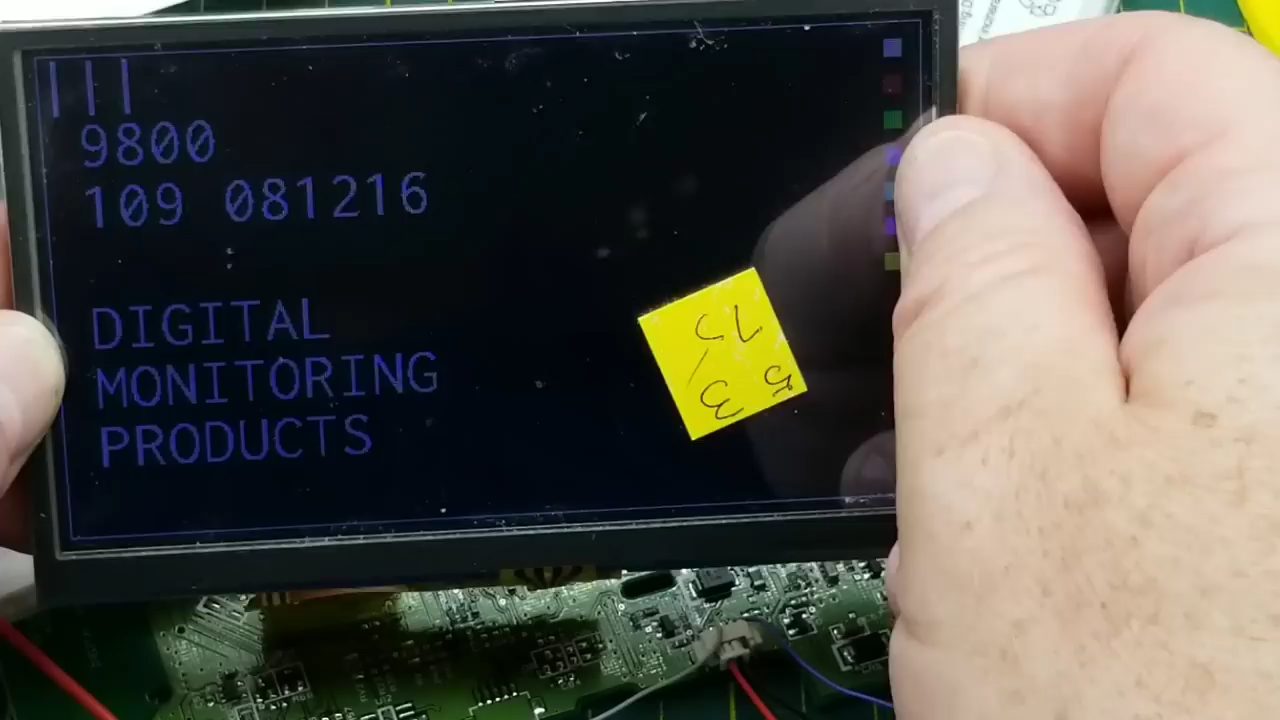 |||
9800
109 081216
:
DIGITAL
MONITORING
PRODUCTS